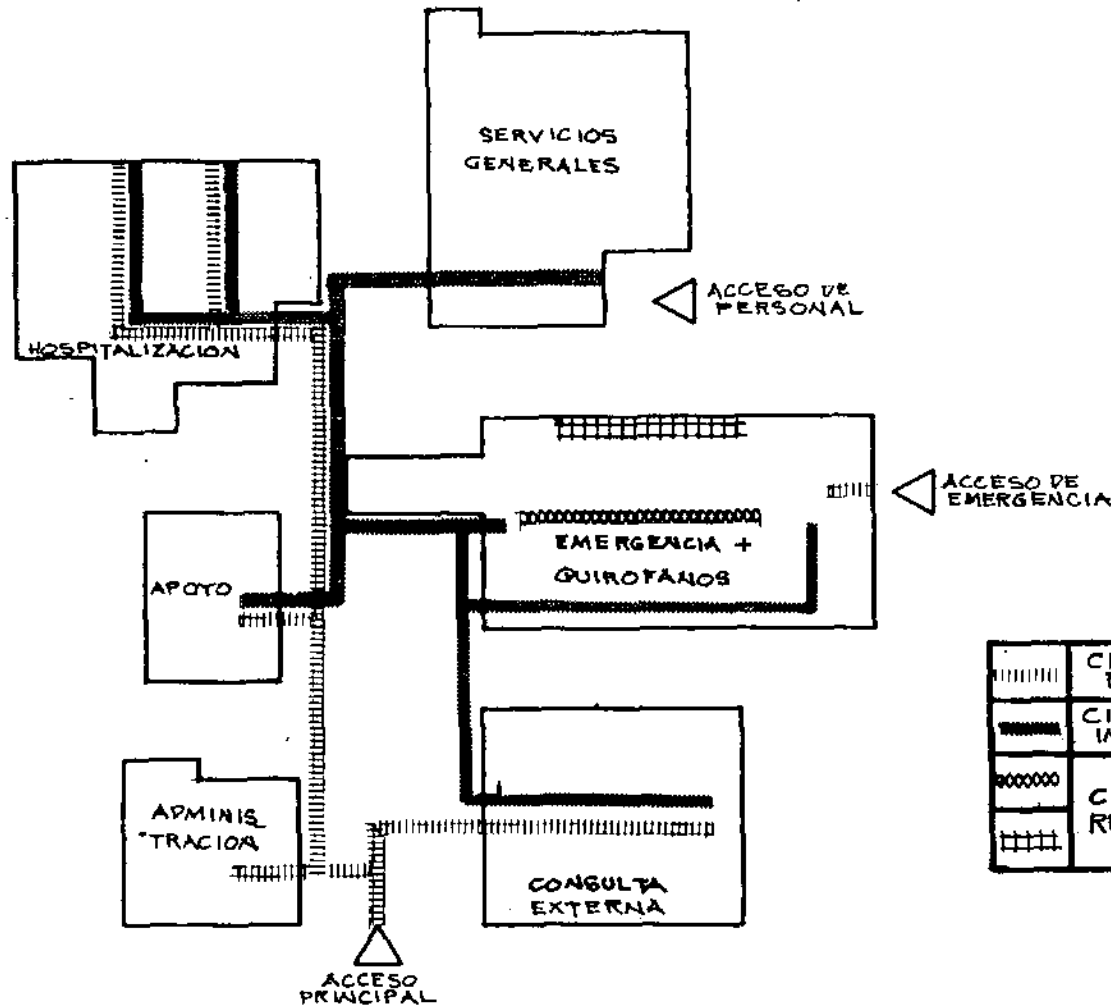 SERVICIOS
GENERALES
ACCESO DE
PERSONAL
HOSPITALIZACION
ACCESO DE
EMERGENCIA
EMERGENCIA +
QUIROFANOS
APOYO
ADMINIS
TRACION
CONSULTA
EXTERNA
ACCESO
PRINCIPAL